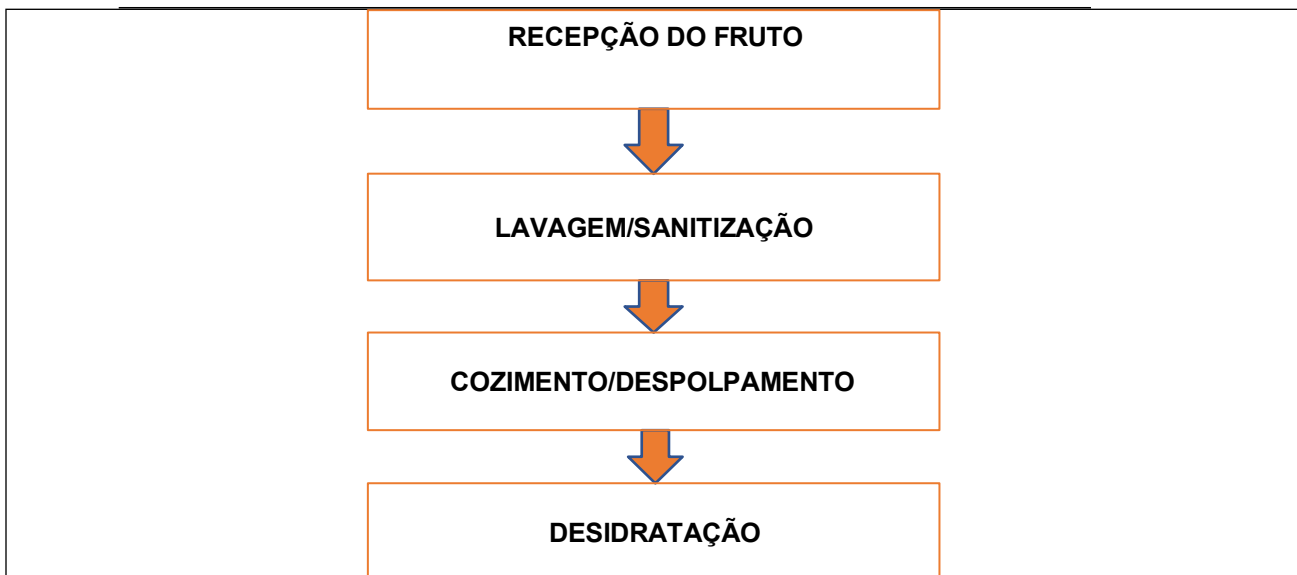 RECEPÇÃO DO FRUTO
LAVAGEM/SANITIZAÇÃO
COZIMENTO/DESPOLPAMENTO
DESIDRATAÇÃO